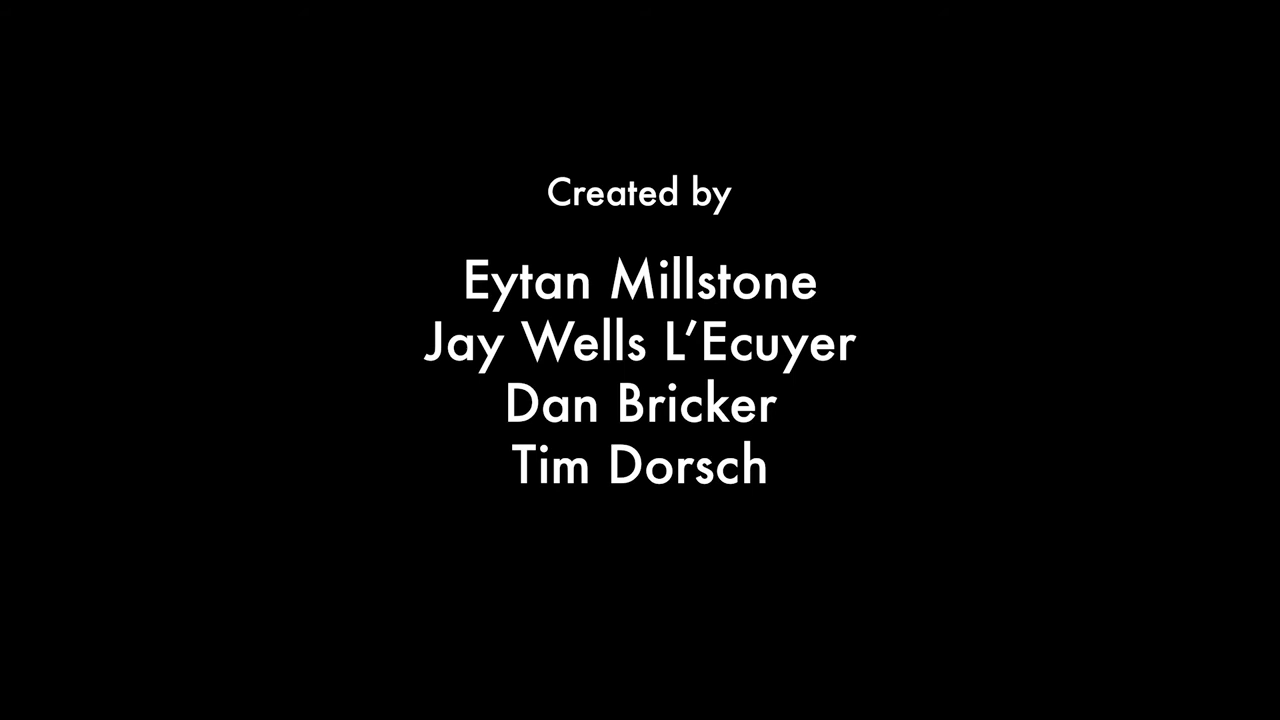 Created by
Eytan Millstone
Jay Wells L’Ecuyer
Dan Bricker
Tim Dorsch